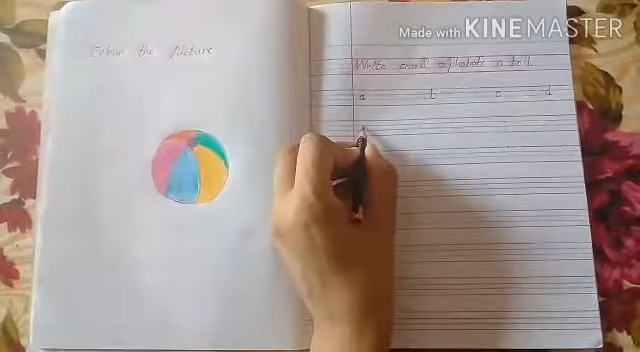 Made with KINEMASTER
Colour the Picture
Write small alphabets a to l
a b c d